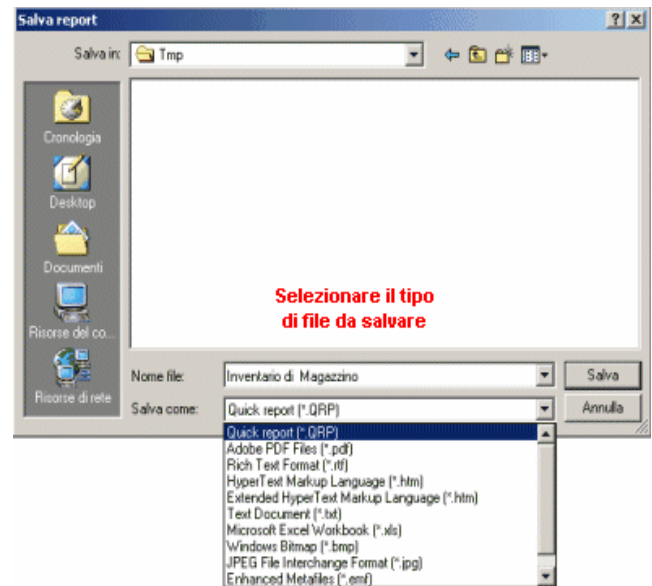 Salva report
Salva in:
Tmp
Cronologia
Desktop
Documenti
Risorse del co...
Risorse di rete
Selezionare il tipo
di file da salvare
Nome file:
Inventario di Magazzino
Salva
Salva come:
Quick report (*.QRP)
Annulla
Quick report (*.QRP)
Adobe PDF Files (*.pdf)
Rich Text Format (*.rtf)
HyperText Markup Language (*.htm)
Extended HyperText Markup Language (*.htm)
Text Document (*.txt)
Microsoft Excel Workbook (*.xls)
Windows Bitmap (*.bmp)
JPEG File Interchange Format (*.jpg)
Enhanced Metafiles (*.emf)